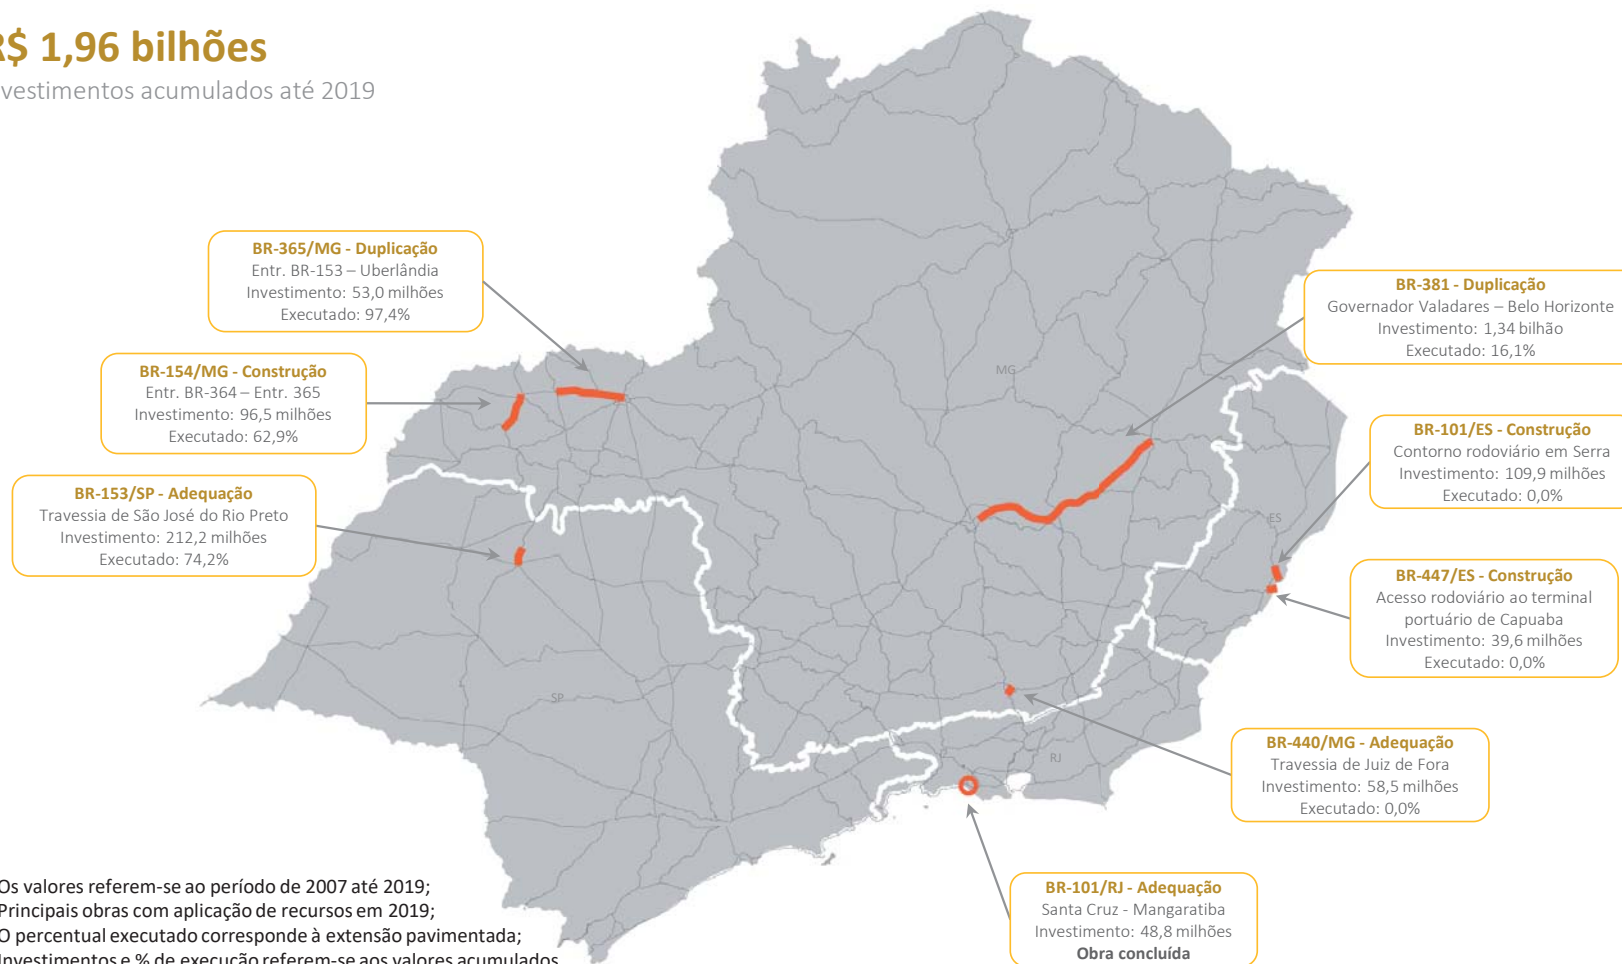 R$ 1,96 bilhões
vestimentos acumulados até 2019
BR-365/MG - Duplicação
Entr. BR-153 – Uberlândia
Investimento: 53,0 milhões
Executado: 97,4%
BR-154/MG - Construção
Entr. BR-364 – Entr. 365
Investimento: 96,5 milhões
Executado: 62,9%
BR-153/SP - Adequação
Travessia de São José do Rio Preto
Investimento: 212,2 milhões
Executado: 74,2%
BR-381 - Duplicação
Governador Valadares – Belo Horizonte
Investimento: 1,34 bilhão
Executado: 16,1%
BR-101/ES - Construção
Contorno rodoviário em Serra
Investimento: 109,9 milhões
Executado: 0,0%
BR-447/ES - Construção
Acesso rodoviário ao terminal
portuário de Capuaba
Investimento: 39,6 milhões
Executado: 0,0%
BR-440/MG - Adequação
Travessia de Juiz de Fora
Investimento: 58,5 milhões
Executado: 0,0%
BR-101/RJ - Adequação
Santa Cruz - Mangaratiba
Investimento: 48,8 milhões
Obra concluída
MG
ES
SP
RJ
Os valores referem-se ao período de 2007 até 2019;
Principais obras com aplicação de recursos em 2019;
O percentual executado corresponde à extensão pavimentada;
Investimentos e % de execução referem-se aos valores acumulados